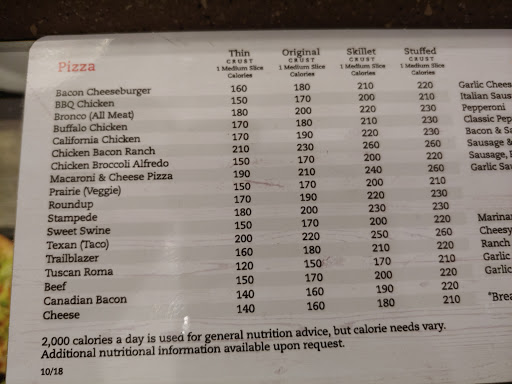 Pizza
Thin Original Skillet Stuffed
CRUST CRUST CRUST CRUST
1 Medium Slice 1 Medium Slice 1 Medium Slice 1 Medium Slice
Calories Calories Calories Calories
Bacon Cheeseburger 160 180 210 220 Garlic Chees
BBQ Chicken 150 170 200 210 Italian Saus
Bronco (All Meat) 180 200 220 230 Pepperoni
Buffalo Chicken 170 180 210 230 Classic Pep
California Chicken 170 190 220 230 Bacon & Sa
Chicken Bacon Ranch 210 230 260 260 Sausage &
Chicken Broccoli Alfredo 150 170 200 220 Sausage,
Macaroni & Cheese Pizza 190 210 240 260 Garlic Sau
Prairie (Veggie) 150 170 200 210
Roundup 170 190 220 230
Stampede 180 200 230 230
Sweet Swine 150 170 200 220 Marina
Texan (Taco) 200 220 250 260 Cheesy
Trailblazer 160 180 210 220 Ranch
Tuscan Roma 120 150 170 220 Garlic
Beef 150 170 200 220 Garlic
Canadian Bacon 140 160 190 220
Cheese 140 160 180 210 *Brea
2,000 calories a day is used for general nutrition advice, but calorie needs vary.
Additional nutritional information available upon request.
10/18